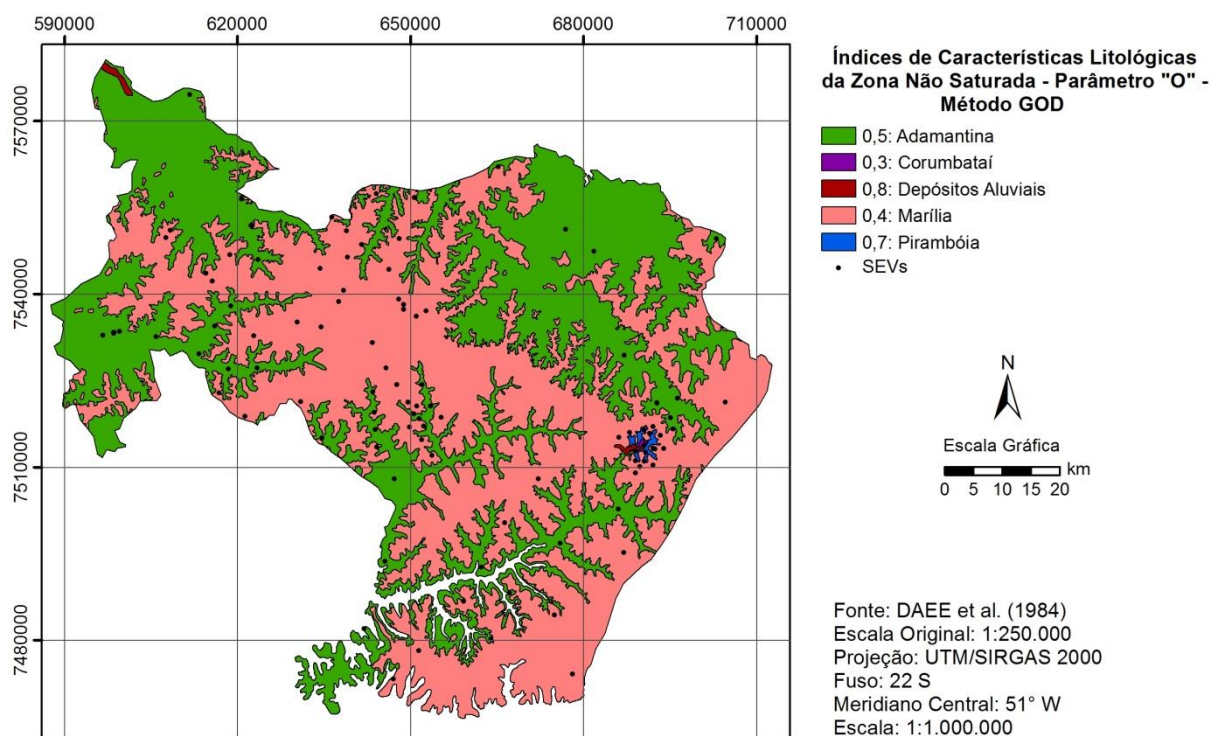 590000 620000 650000 680000 710000
7570000
7540000
7510000
7480000
Índices de Características Litológicas
da Zona Não Saturada - Parâmetro "O" -
Método GOD
0,5: Adamantina
0,3: Corumbataí
0,8: Depósitos Aluviais
0,4: Marília
0,7: Pirambóia
SEVs
N
Escala Gráfica
km
0 5 10 15 20
Fonte: DAEE et al. (1984)
Escala Original: 1:250.000
Projeção: UTM/SIRGAS 2000
Fuso: 22 S
Meridiano Central: 51° W
Escala: 1:1.000.000